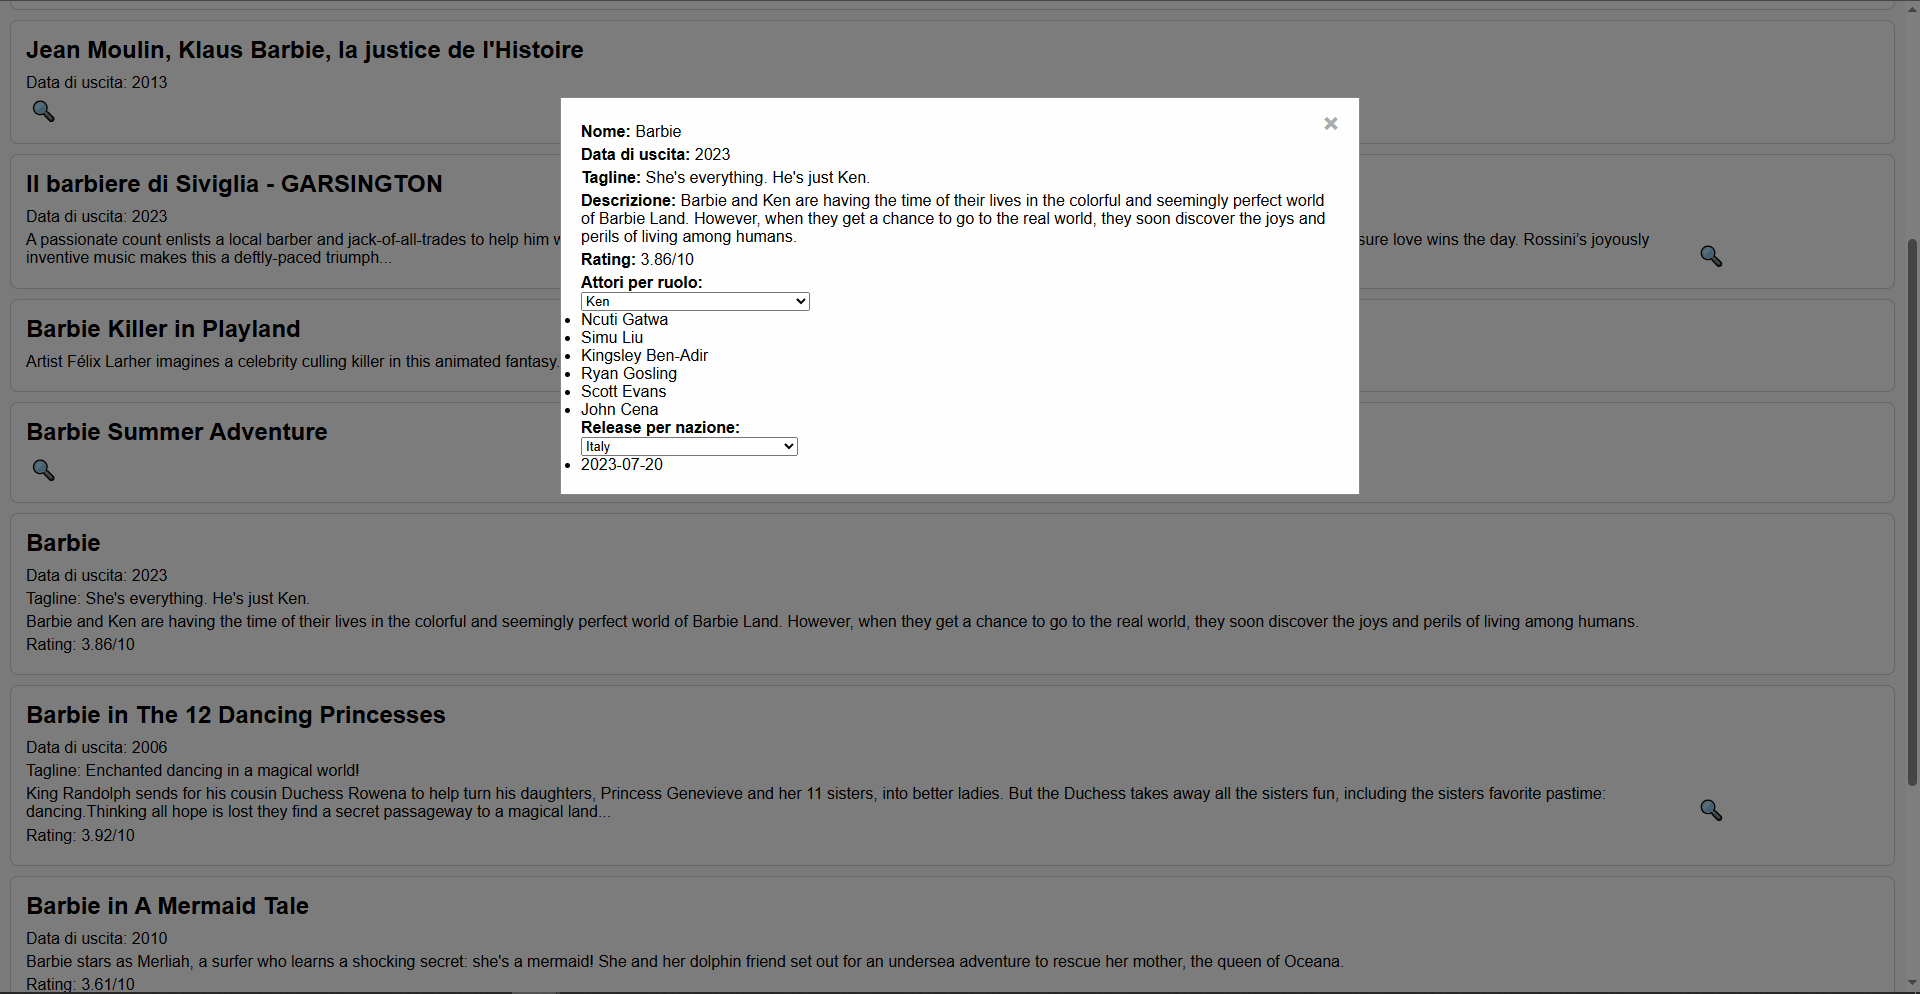 Jean Moulin, Klaus Barbie, la justice de l'Histoire
Data di uscita: 2013
Il barbiere di Siviglia - GARSINGTON
Data di uscita: 2023
A passionate count enlists a local barber and jack-of-all-trades to help him
sure love wins the day. Rossini's joyously
inventive music makes this a deftly-paced triumph...
Barbie Killer in Playland
Artist Félix Larher imagines a celebrity culling killer in this animated fantasy.
Barbie Summer Adventure
Nome: Barbie
Data di uscita: 2023
Tagline: She's everything. He's just Ken.
Descrizione: Barbie and Ken are having the time of their lives in the colorful and seemingly perfect world
of Barbie Land. However, when they get a chance to go to the real world, they soon discover the joys and
perils of living among humans.
Rating: 3.86/10
Attori per ruolo:
Ken
• Ncuti Gatwa
• Simu Liu
• Kingsley Ben-Adir
• Ryan Gosling
• Scott Evans
• John Cena
Release per nazione:
Italy
• 2023-07-20
Barbie
Data di uscita: 2023
Tagline: She's everything. He's just Ken.
Barbie and Ken are having the time of their lives in the colorful and seemingly perfect world of Barbie Land. However, when they get a chance to go to the real world, they soon discover the joys and perils of living among humans.
Rating: 3.86/10
Barbie in The 12 Dancing Princesses
Data di uscita: 2006
Tagline: Enchanted dancing in a magical world!
King Randolph sends for his cousin Duchess Rowena to help turn his daughters, Princess Genevieve and her 11 sisters, into better ladies. But the Duchess takes away all the sisters fun, including the sisters favorite pastime:
dancing.Thinking all hope is lost they find a secret passageway to a magical land...
Rating: 3.92/10
Barbie in A Mermaid Tale
Data di uscita: 2010
Barbie stars as Merliah, a surfer who learns a shocking secret: she's a mermaid! She and her dolphin friend set out for an undersea adventure to rescue her mother, the queen of Oceana.
Rating: 3.61/10